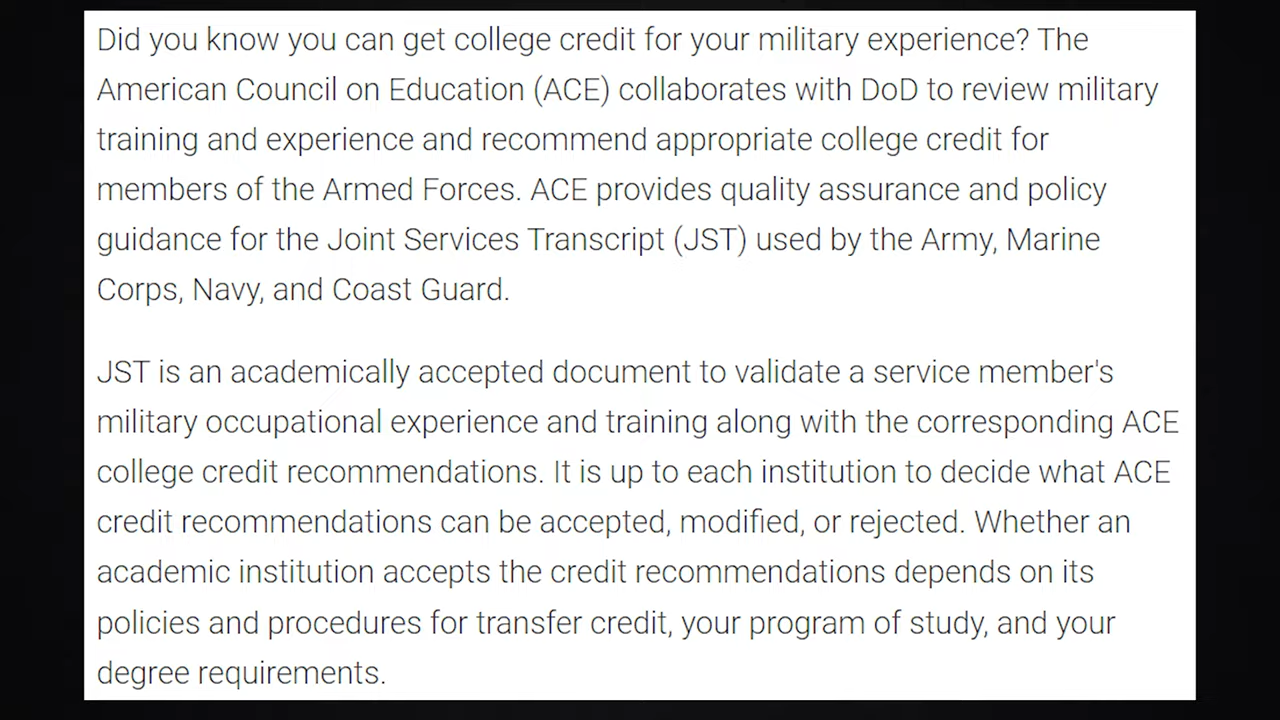 Did you know you can get college credit for your military experience? The
American Council on Education (ACE) collaborates with DoD to review military
training and experience and recommend appropriate college credit for
members of the Armed Forces. ACE provides quality assurance and policy
guidance for the Joint Services Transcript (JST) used by the Army, Marine
Corps, Navy, and Coast Guard.
JST is an academically accepted document to validate a service member's
military occupational experience and training along with the corresponding ACE
college credit recommendations. It is up to each institution to decide what ACE
credit recommendations can be accepted, modified, or rejected. Whether an
academic institution accepts the credit recommendations depends on its
policies and procedures for transfer credit, your program of study, and your
degree requirements.